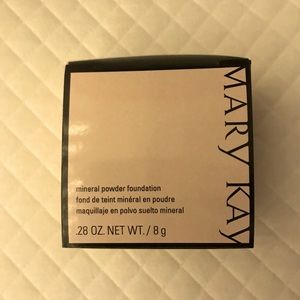 MARY KAY
mineral powder foundation
fond de teint minéral en poudre
maquillaje en polvo suelto mineral
.28 OZ. NET WT. / 8 g